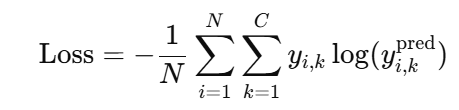 Loss = -\frac{1}{N} \sum_{i=1}^{N} \sum_{k=1}^{C} y_{i,k} \log(y_{i,k}^{\text{pred}})